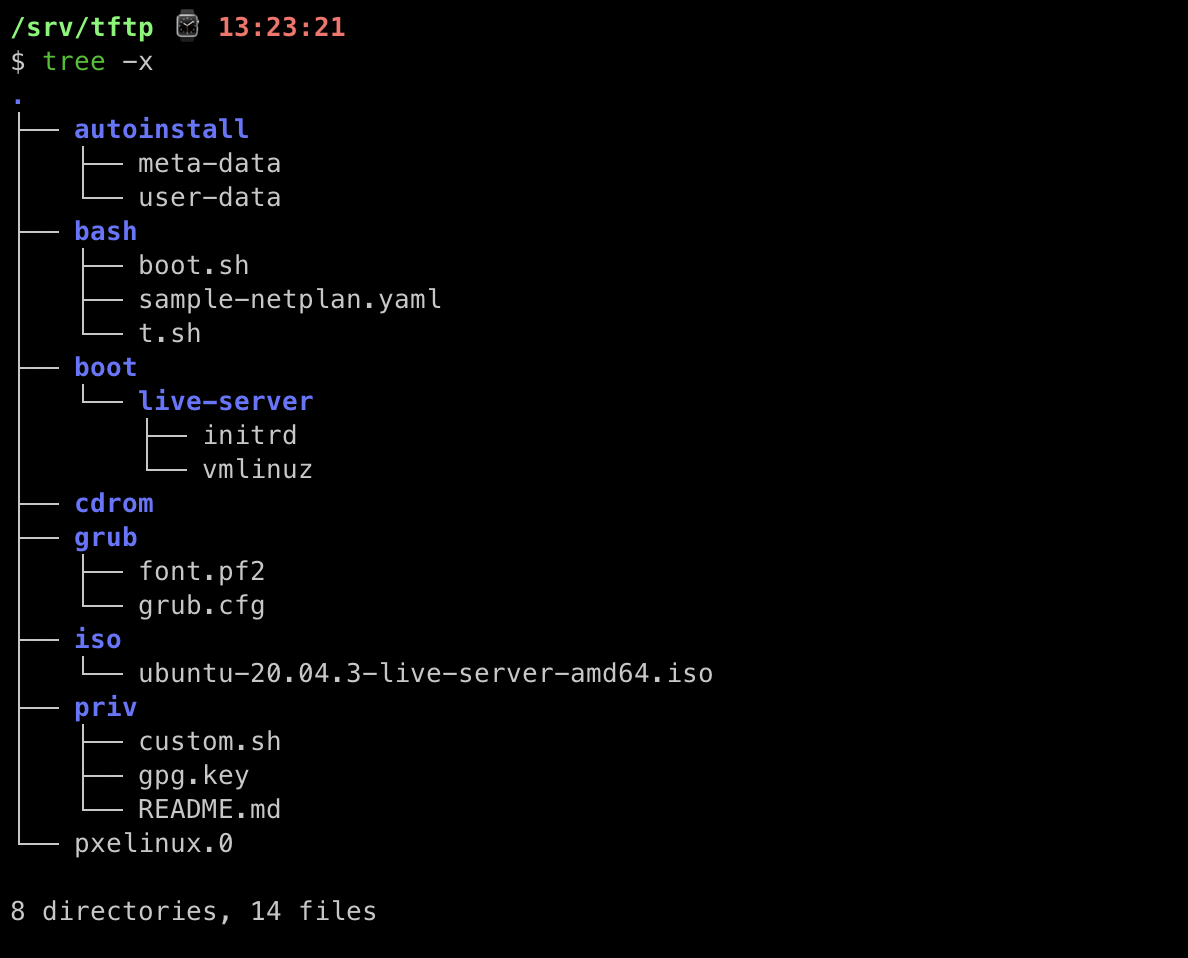 /srv/tftp ⌚ 13:23:21
$ tree -x
.
├── autoinstall
│   ├── meta-data
│   └── user-data
├── bash
│   ├── boot.sh
│   ├── sample-netplan.yaml
│   └── t.sh
├── boot
│   └── live-server
│       ├── initrd
│       └── vmlinuz
├── cdrom
├── grub
│   ├── font.pf2
│   └── grub.cfg
├── iso
│   └── ubuntu-20.04.3-live-server-amd64.iso
├── priv
│   ├── custom.sh
│   ├── gpg.key
│   └── README.md
└── pxelinux.0
8 directories, 14 files